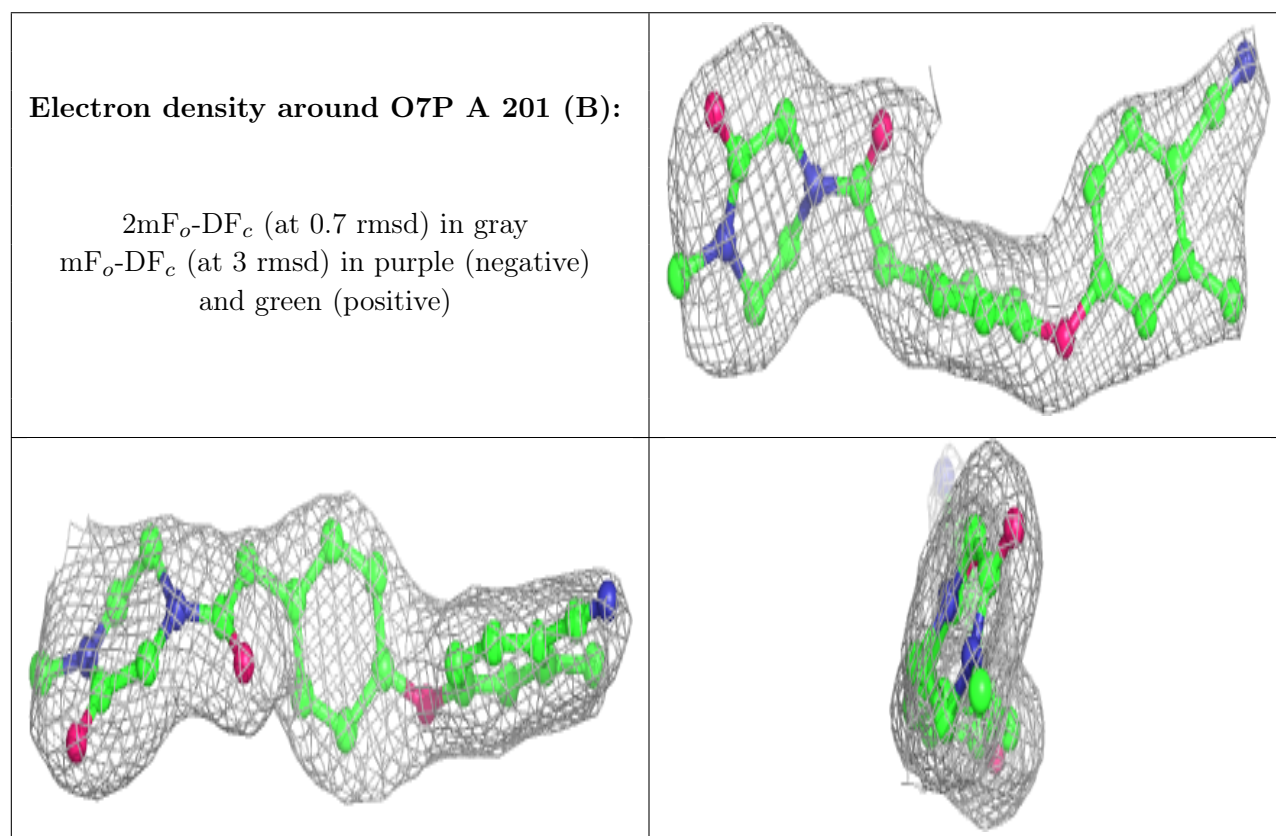 Electron density around O7P A 201 (B):
2mFo-DFc (at 0.7 rmsd) in gray
mFo-DFc (at 3 rmsd) in purple (negative)
and green (positive)